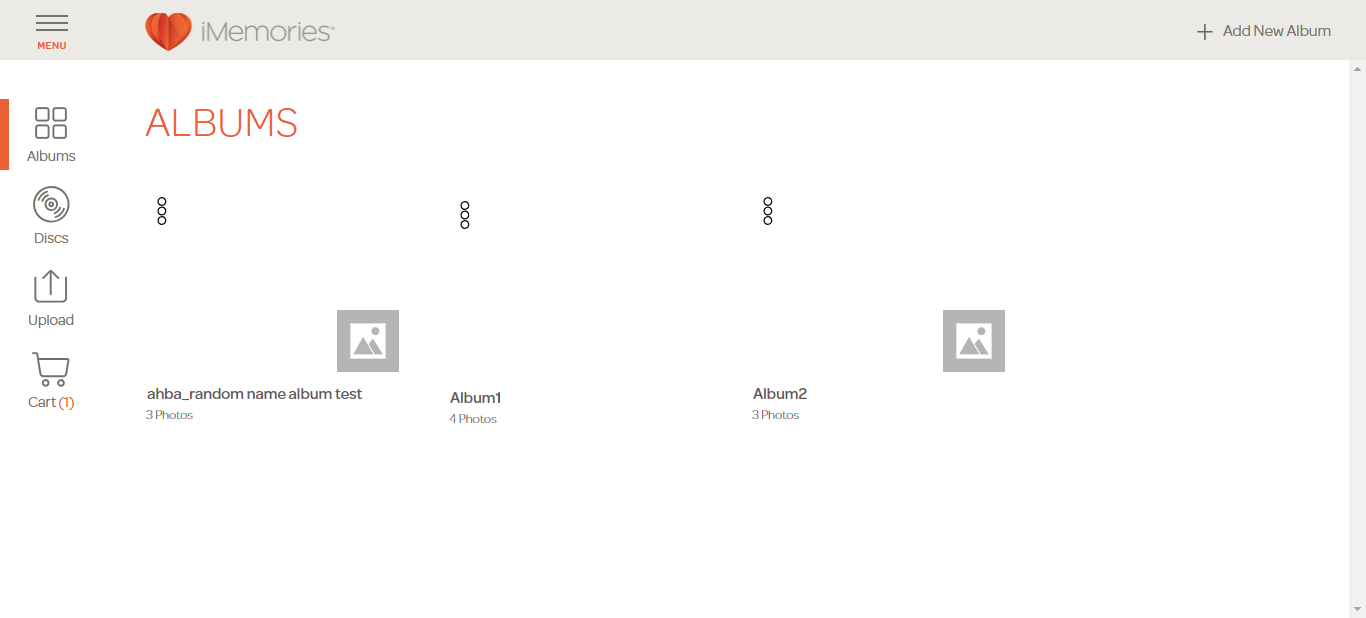 MENU
iMemories
Add New Album
ALBUMS
Albums
Discs
Upload
Cart (1)
ahba_random name album test
3 Photos
Album1
4 Photos
Album2
3 Photos